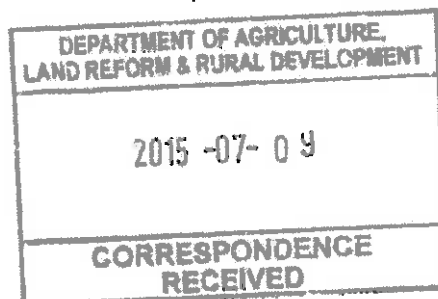 DEPARTMENT OF AGRICULTURE,
LAND REFORM & RURAL DEVELOPMENT
2015 -07- 09
CORRESPONDENCE
RECEIVED